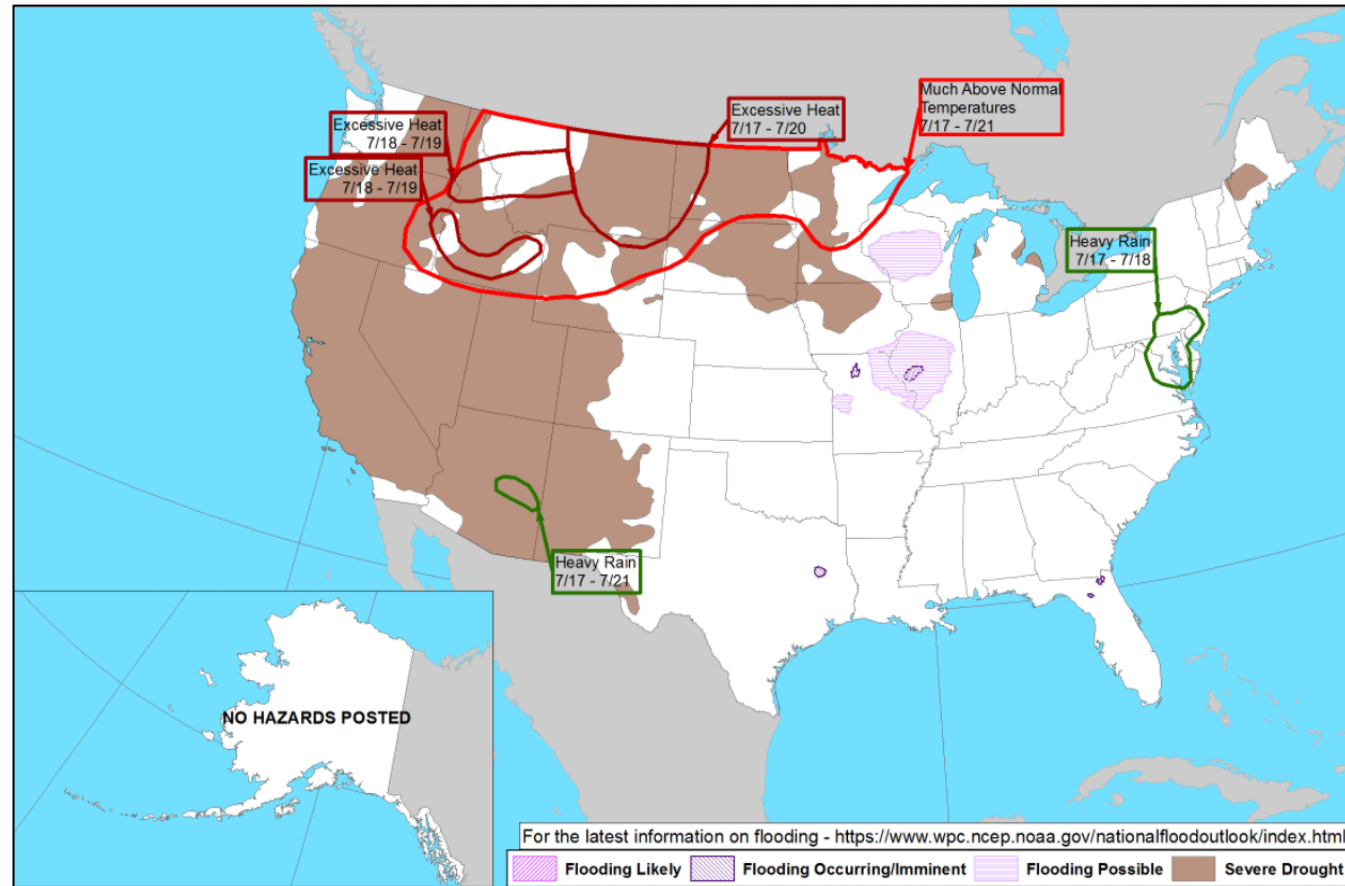 Much Above Normal
Temperatures
7/17 - 7/21
Excessive Heat
7/17 - 7/20
Excessive Heat
7/18 - 7/19
Excessive Heat
7/18 - 7/19
Heavy Rain
7/17 - 7/18
Heavy Rain
7/17 - 7/21
NO HAZARDS POSTED
For the latest information on flooding - https://www.wpc.ncep.noaa.gov/nationalfloodoutlook/index.html
Flooding Likely
Flooding Occurring/Imminent
Flooding Possible
Severe Drought